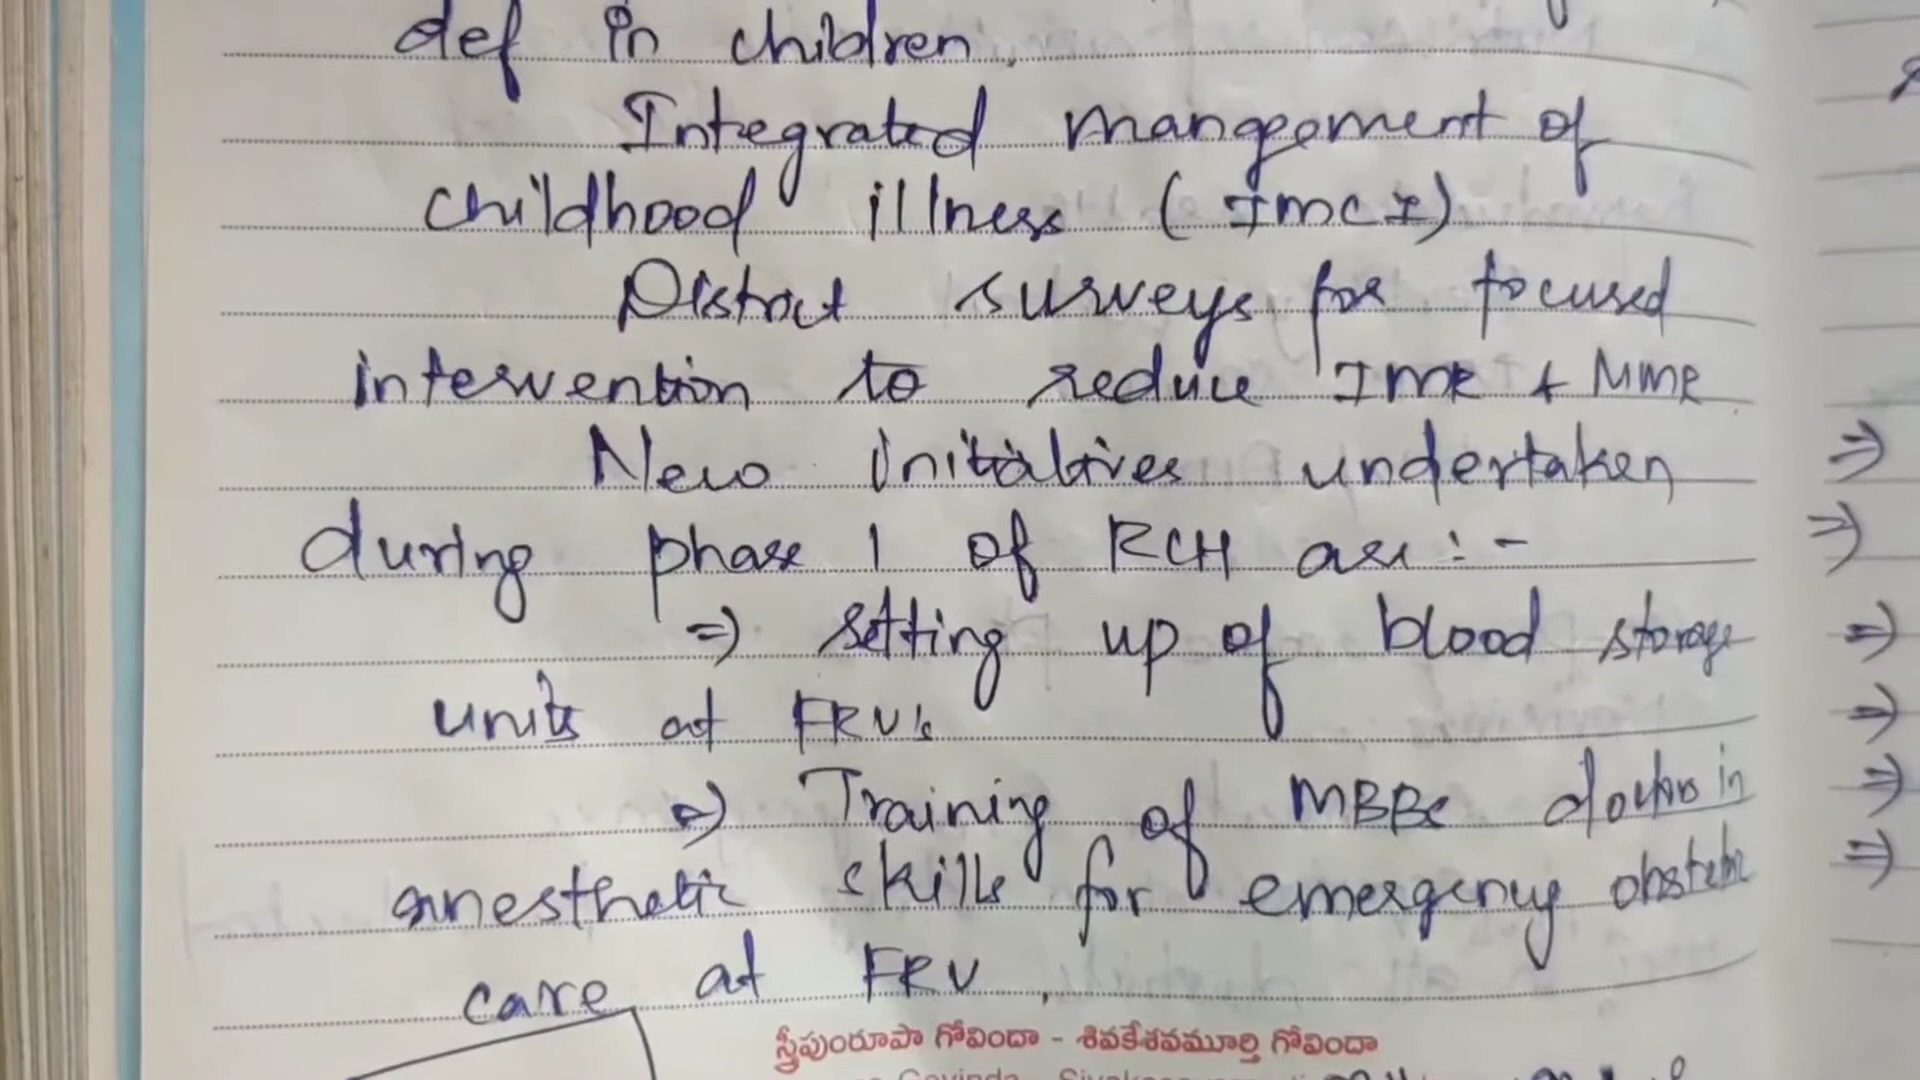 def in children.
Integrated mangement of
childhood illness (IMCI)
District surveys for focused
intervention to reduce IMR & MMR
New initiatives undertaken
during phase 1 of RCH are :-
⇒ setting up of blood storage
units at FRU's
⇒ Training of MBBS doctors in
anesthetic skills for emergency obstetric
care at FRU.
స్త్రీపుంరూపా గోవిందా - శివకేశవమూర్తి గోవిందా
⇒
⇒
⇒
⇒
⇒
⇒